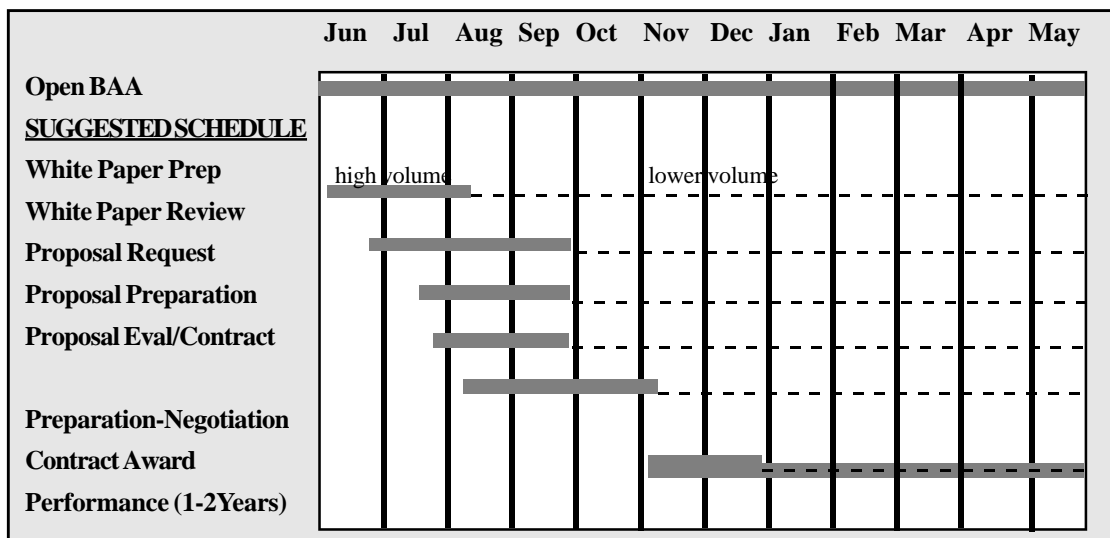 Jun Jul Aug Sep Oct Nov Dec Jan Feb Mar Apr May
Open BAA
SUGGESTED SCHEDULE
White Paper Prep
high volume lower volume
White Paper Review
Proposal Request
Proposal Preparation
Proposal Eval/Contract
Preparation-Negotiation
Contract Award
Performance (1-2Years)